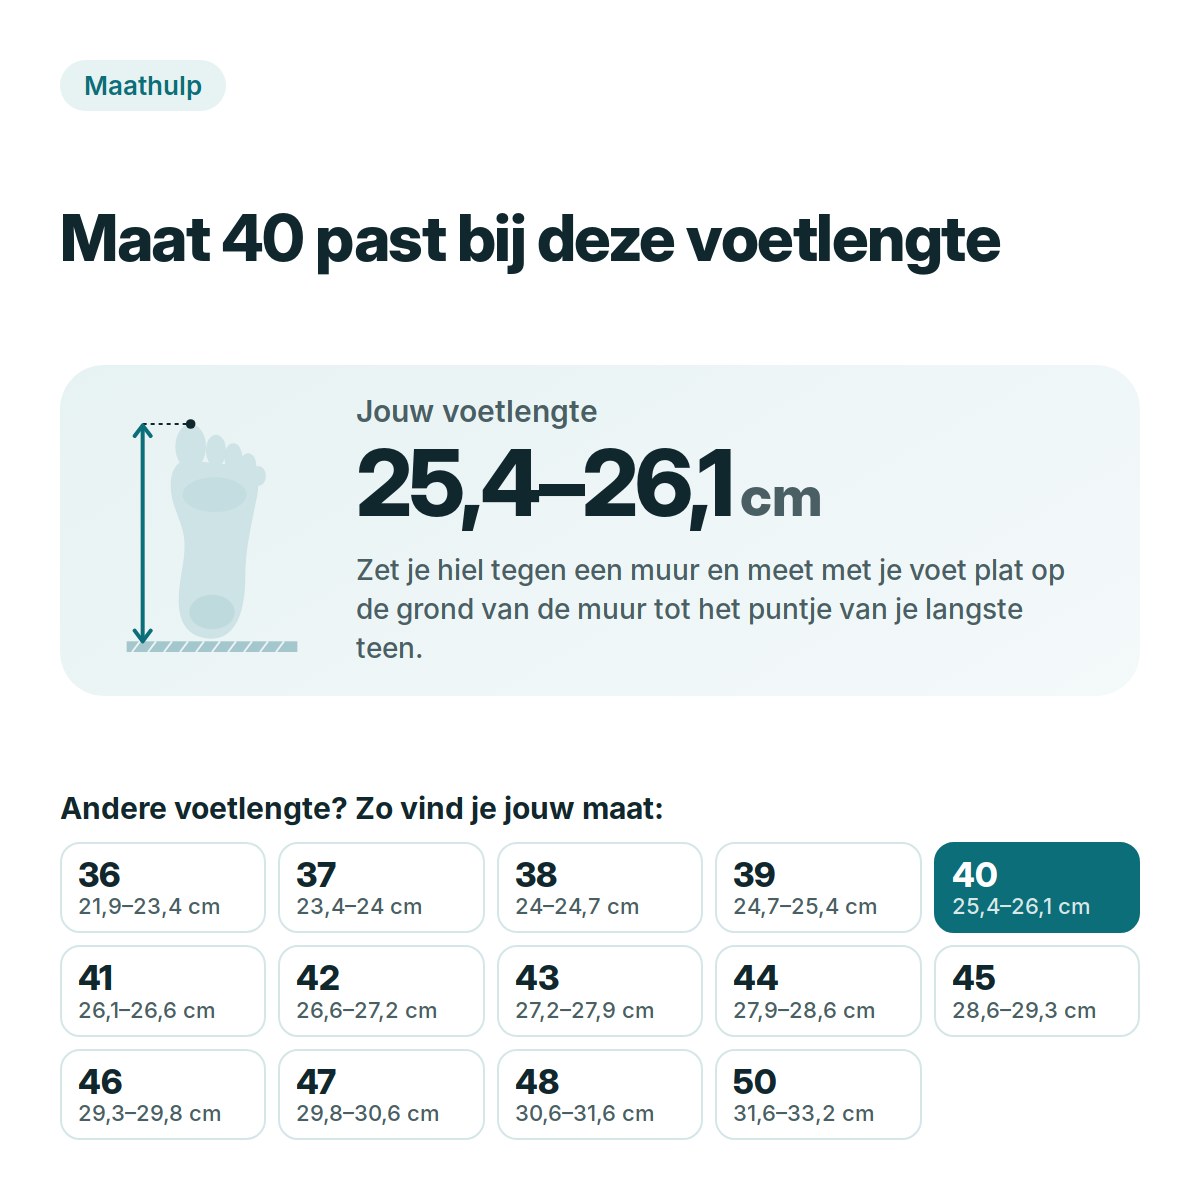 Maathulp
Maat 40 past bij deze voetlengte
Jouw voetlengte
25,4–26,1 cm
Zet je hiel tegen een muur en meet met je voet plat op
de grond van de muur tot het puntje van je langste
teen.
Andere voetlengte? Zo vind je jouw maat:
36
21,9–23,4 cm
37
23,4–24 cm
38
24–24,7 cm
39
24,7–25,4 cm
40
25,4–26,1 cm
41
26,1–26,6 cm
42
26,6–27,2 cm
43
27,2–27,9 cm
44
27,9–28,6 cm
45
28,6–29,3 cm
46
29,3–29,8 cm
47
29,8–30,6 cm
48
30,6–31,6 cm
50
31,6–33,2 cm